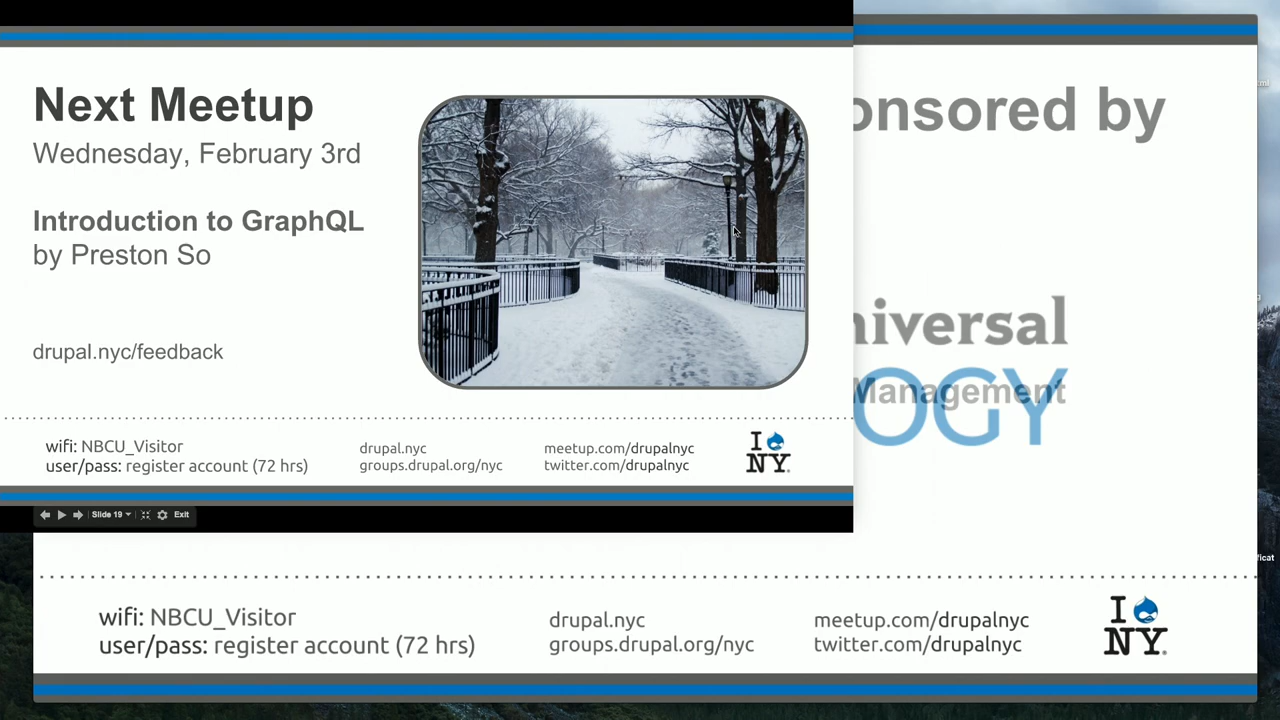 Next Meetup
Wednesday, February 3rd
Introduction to GraphQL
by Preston So
drupal.nyc/feedback
wifi: NBCU_Visitor
user/pass: register account (72 hrs)
drupal.nyc
groups.drupal.org/nyc
meetup.com/drupalnyc
twitter.com/drupalnyc
I
NY.
Slide 19
Exit
onsored by
niversal
Management
OGY
wifi: NBCU_Visitor
user/pass: register account (72 hrs)
drupal.nyc
groups.drupal.org/nyc
meetup.com/drupalnyc
twitter.com/drupalnyc
I
NY.